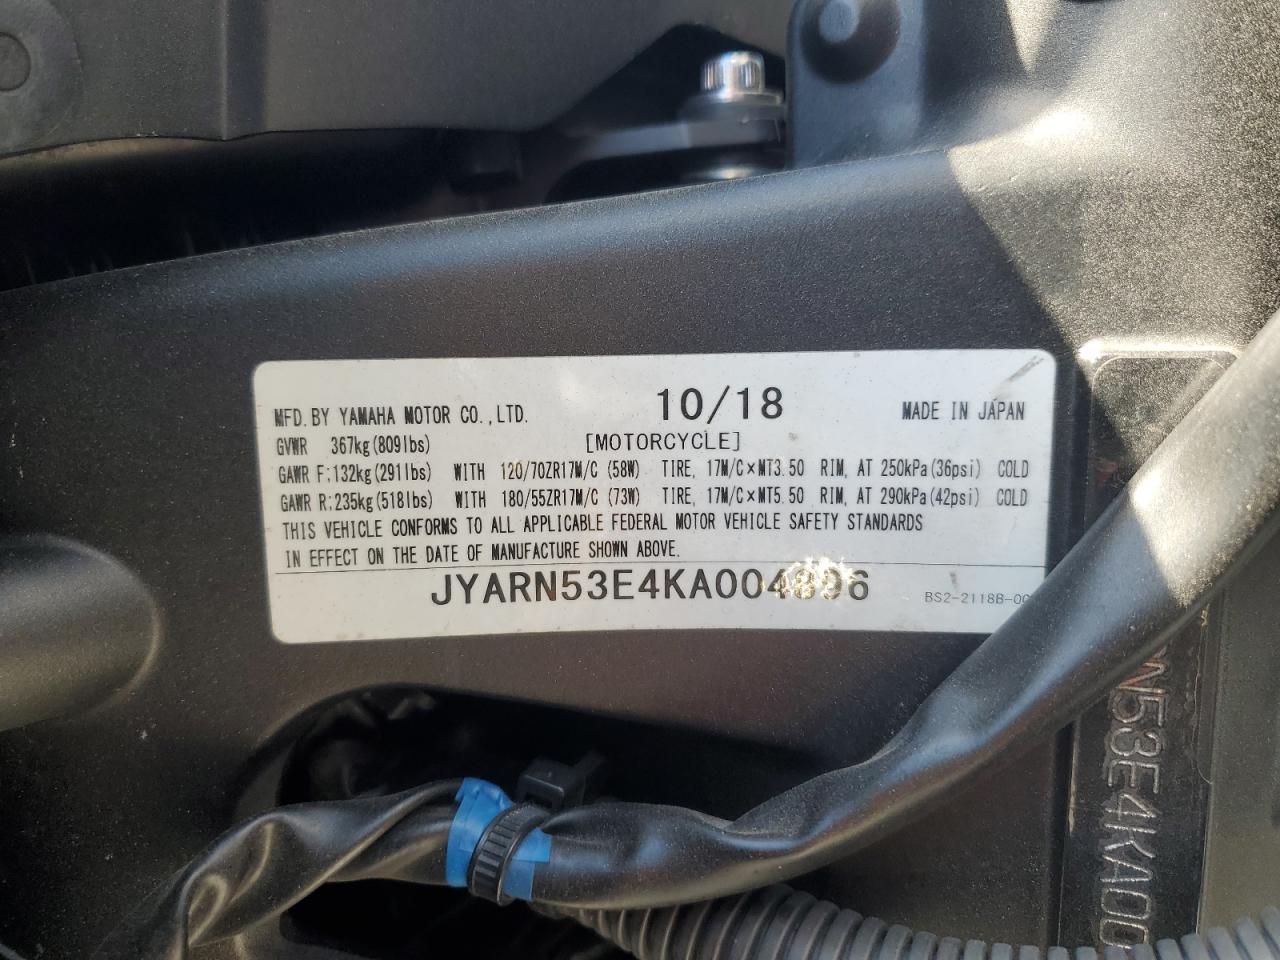 MFD. BY YAMAHA MOTOR CO., LTD. 10/18 MADE IN JAPAN
GVWR 367kg(809lbs) [MOTORCYCLE]
GAWR F:132kg(291lbs) WITH 120/70ZR17M/C (58W) TIRE, 17M/C×MT3.50 RIM, AT 250kPa(36psi) COLD
GAWR R:235kg(518lbs) WITH 180/55ZR17M/C (73W) TIRE, 17M/C×MT5.50 RIM, AT 290kPa(42psi) COLD
THIS VEHICLE CONFORMS TO ALL APPLICABLE FEDERAL MOTOR VEHICLE SAFETY STANDARDS
IN EFFECT ON THE DATE OF MANUFACTURE SHOWN ABOVE.
JYARN53E4KA004896
N53E4KA00